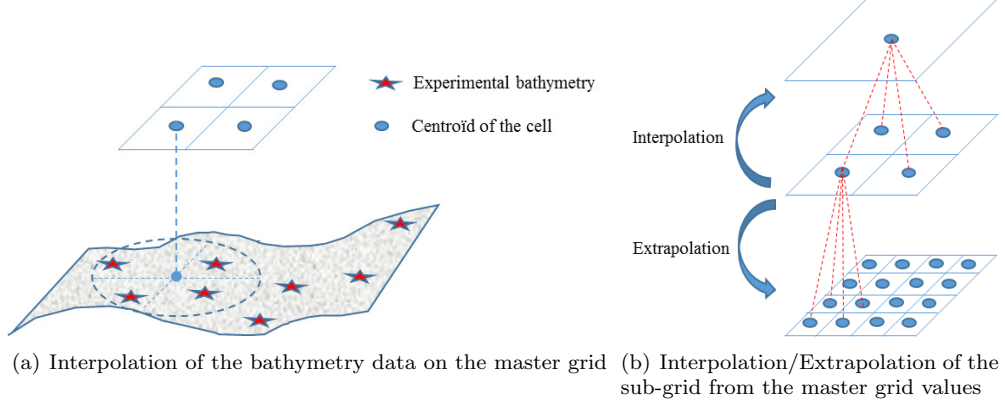 Experimental bathymetry
Centroïd of the cell
(a) Interpolation of the bathymetry data on the master grid
Interpolation
Extrapolation
(b) Interpolation/Extrapolation of the
sub-grid from the master grid values